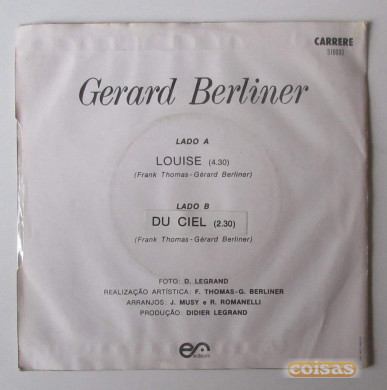 CARRERE
Gerard Berliner
LADO A
LOUISE (4.30)
(Frank Thomas-Gérard Berliner)
LADO B
DU CIEL (2.30)
(Frank Thomas-Gérard Berliner)
FOTO: D. LEGRAND
REALIZAÇÃO ARTÍSTICA: F. THOMAS-G. BERLINER
ARRANJOS: J. MUSY e R. ROMANELLI
PRODUÇÃO: DIDIER LEGRAND
coisas